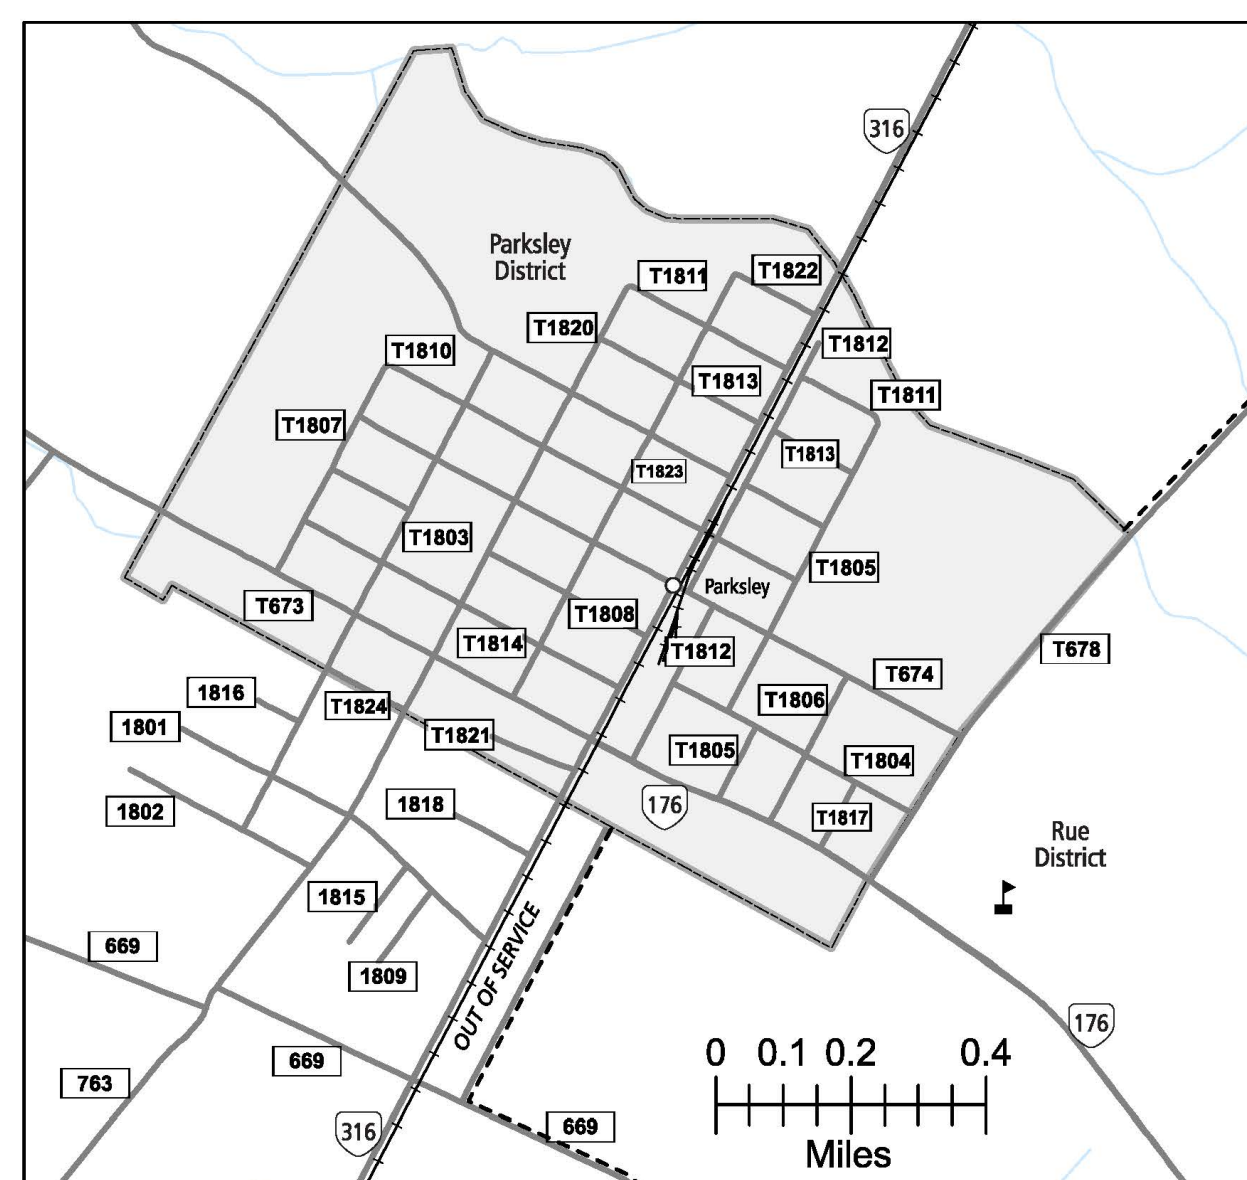 316
Parksley
District
T1811
T1822
T1820
T1812
T1810
T1813
T1811
T1807
T1813
T1823
T1803
T1805
Parksley
T673
T1808
T1814
T1812
T678
T674
1816
T1824
T1806
1801
T1821
T1805
T1804
1802
1818
176
T1817
Rue
District
1815
OUT OF SERVICE
669
1809
176
669
763
316
669
0 0.1 0.2 0.4
Miles